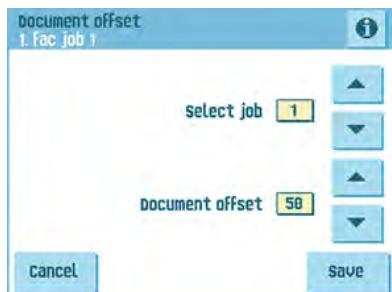 Document offset
1. Fac job 1
Select job 1
Document offset 50
Cancel
Save